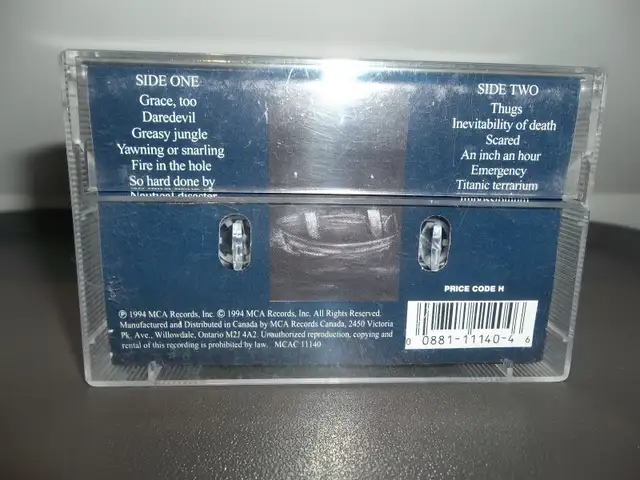 SIDE ONE
Grace, too
Daredevil
Greasy jungle
Yawning or snarling
Fire in the hole
So hard done by
Nautical disaster
SIDE TWO
Thugs
Inevitability of death
Scared
An inch an hour
Emergency
Titanic terrarium
Impossibilium
PRICE CODE H
℗ 1994 MCA Records, Inc. © 1994 MCA Records, Inc. All Rights Reserved.
Manufactured and Distributed in Canada by MCA Records Canada, 2450 Victoria
Pk. Ave., Willowdale, Ontario M2J 4A2. Unauthorized reproduction, copying and
rental of this recording is prohibited by law. MCAC 11140
0 0881-11140-4 6